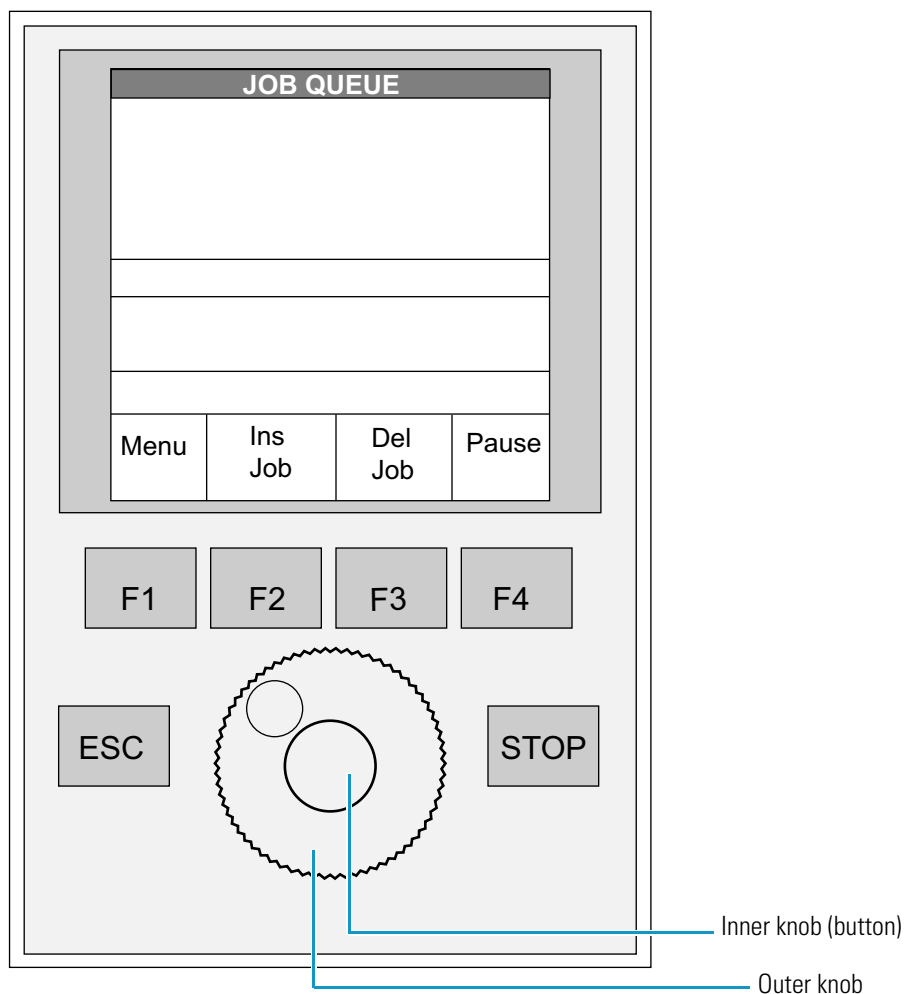 JOB QUEUE
Menu
Ins
Job
Del
Job
Pause
F1
F2
F3
F4
ESC
STOP
Inner knob (button)
Outer knob